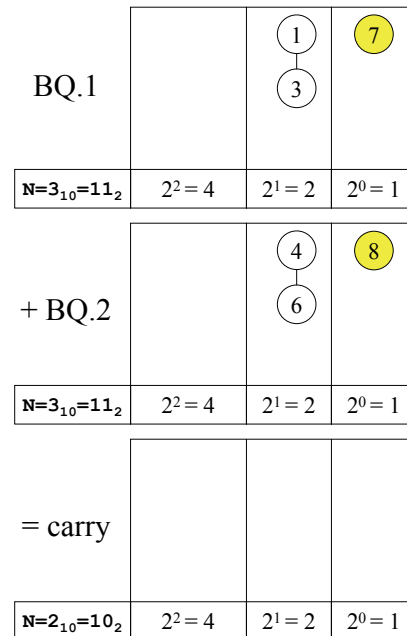 1 7
BQ.1 3
N=3₁₀=11₂ 2² = 4 2¹ = 2 2⁰ = 1
4 8
+ BQ.2 6
N=3₁₀=11₂ 2² = 4 2¹ = 2 2⁰ = 1
= carry
N=2₁₀=10₂ 2² = 4 2¹ = 2 2⁰ = 1